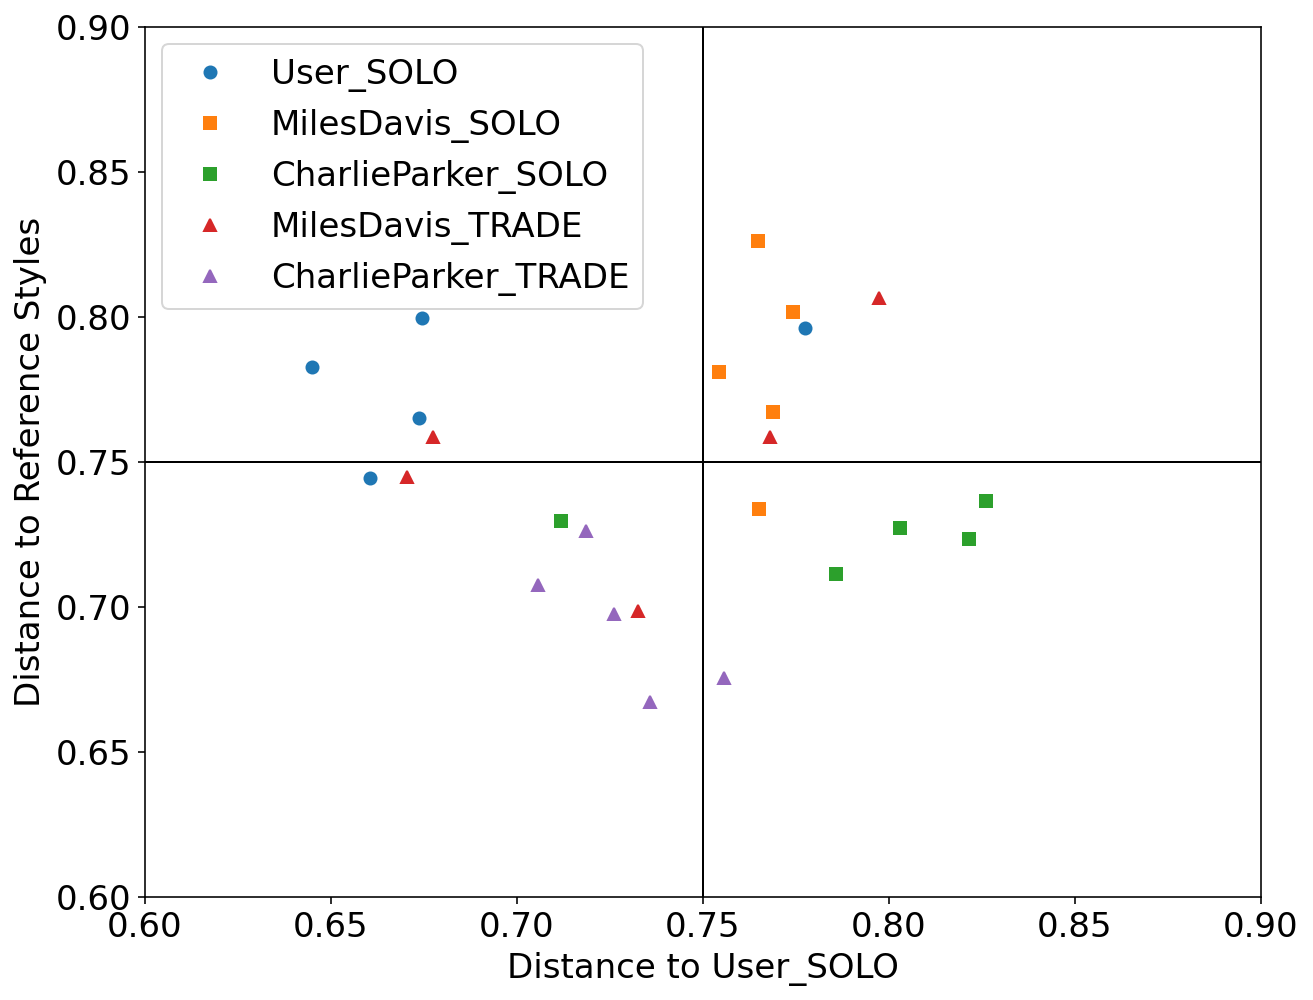 0.90
0.85
0.80
0.75
0.70
0.65
0.60
Distance to Reference Styles
User_SOLO
MilesDavis_SOLO
CharlieParker_SOLO
MilesDavis_TRADE
CharlieParker_TRADE
0.60 0.65 0.70 0.75 0.80 0.85 0.90
Distance to User_SOLO